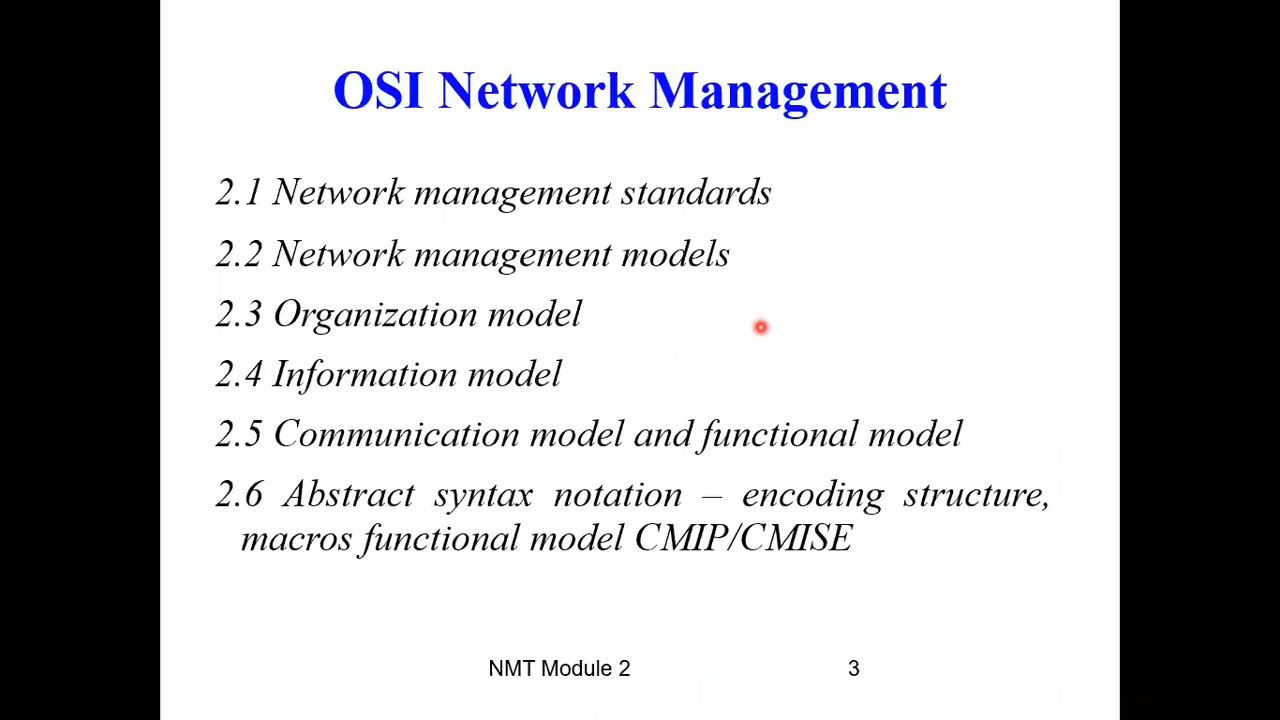 OSI Network Management
2.1 Network management standards
2.2 Network management models
2.3 Organization model
2.4 Information model
2.5 Communication model and functional model
2.6 Abstract syntax notation – encoding structure,
macros functional model CMIP/CMISE
NMT Module 2
3